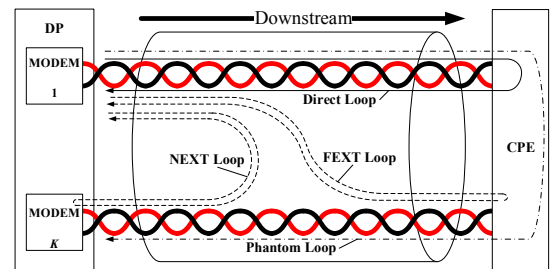 Downstream
DP
MODEM
1
Direct Loop
NEXT Loop
FEXT Loop
CPE
MODEM
K
Phantom Loop